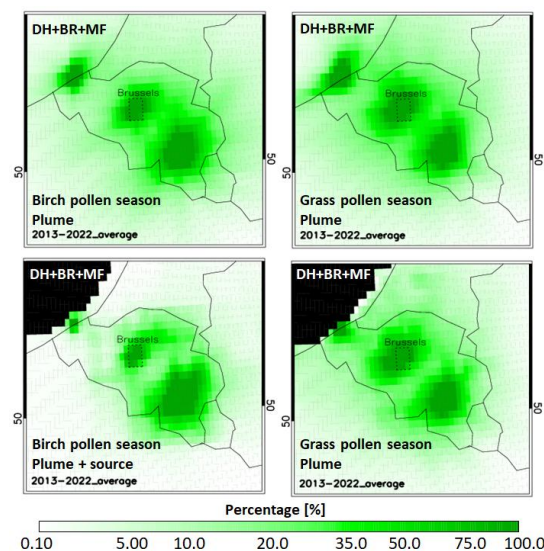 DH+BR+MF
Brussels
50
50
Birch pollen season
Plume
2013-2022_average
DH+BR+MF
Brussels
50
50
Grass pollen season
Plume
2013-2022_average
DH+BR+MF
Brussels
50
50
Birch pollen season
Plume + source
2013-2022_average
DH+BR+MF
Brussels
50
50
Grass pollen season
Plume
2013-2022_average
Percentage [%]
0.10 5.00 10.0 20.0 35.0 50.0 75.0 100.0